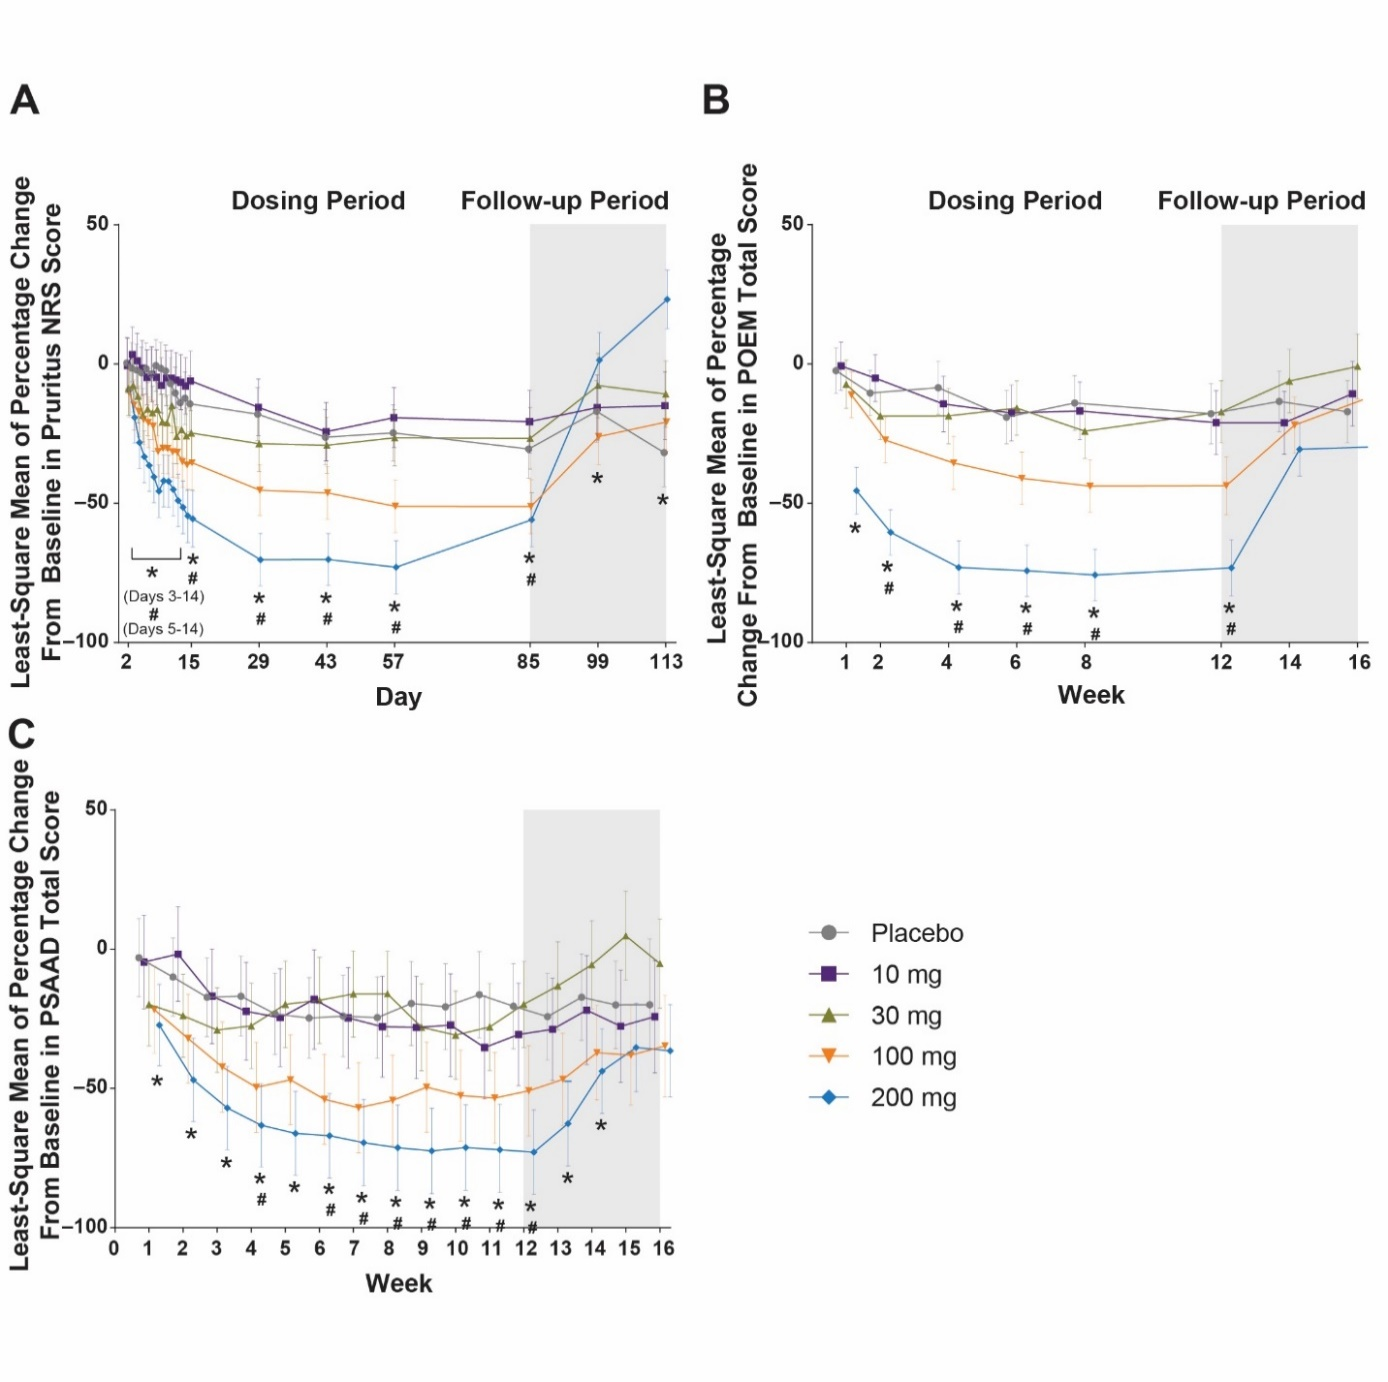 A
Least-Square Mean of Percentage Change
From Baseline in Pruritus NRS Score
Dosing Period
Follow-up Period
50
0
−50
−100
*
(Days 3-14)
#
(Days 5-14)
*
#
*
#
*
#
*
#
*
#
*
*
2 15 29 43 57 85 99 113
Day
B
Least-Square Mean of Percentage
Change From Baseline in POEM Total Score
Dosing Period
Follow-up Period
50
0
−50
−100
*
*
#
*
#
*
#
*
#
*
#
1 2 4 6 8 12 14 16
Week
C
Least-Square Mean of Percentage Change
From Baseline in PSAAD Total Score
50
0
−50
−100
*
*
*
*
#
*
*
#
*
#
*
#
*
#
*
#
*
#
*
#
*
*
0 1 2 3 4 5 6 7 8 9 10 11 12 13 14 15 16
Week
Placebo
10 mg
30 mg
100 mg
200 mg